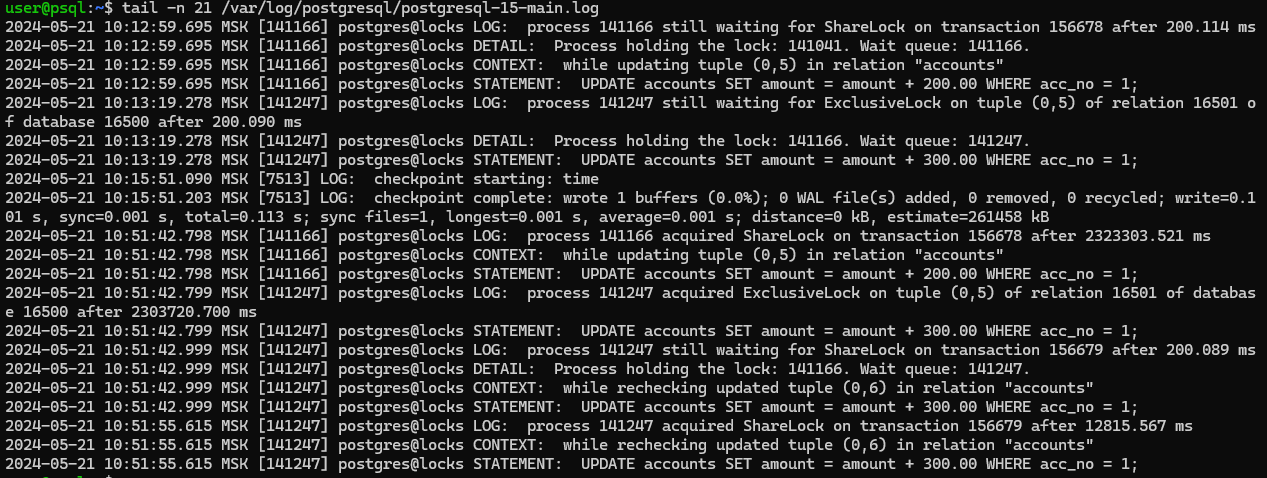 user@psql:~$ tail -n 21 /var/log/postgresql/postgresql-15-main.log
2024-05-21 10:12:59.695 MSK [141166] postgres@locks LOG:  process 141166 still waiting for ShareLock on transaction 156678 after 200.114 ms
2024-05-21 10:12:59.695 MSK [141166] postgres@locks DETAIL:  Process holding the lock: 141041. Wait queue: 141166.
2024-05-21 10:12:59.695 MSK [141166] postgres@locks CONTEXT:  while updating tuple (0,5) in relation "accounts"
2024-05-21 10:12:59.695 MSK [141166] postgres@locks STATEMENT:  UPDATE accounts SET amount = amount + 200.00 WHERE acc_no = 1;
2024-05-21 10:13:19.278 MSK [141247] postgres@locks LOG:  process 141247 still waiting for ExclusiveLock on tuple (0,5) of relation 16501 o
f database 16500 after 200.090 ms
2024-05-21 10:13:19.278 MSK [141247] postgres@locks DETAIL:  Process holding the lock: 141166. Wait queue: 141247.
2024-05-21 10:13:19.278 MSK [141247] postgres@locks STATEMENT:  UPDATE accounts SET amount = amount + 300.00 WHERE acc_no = 1;
2024-05-21 10:15:51.090 MSK [7513] LOG:  checkpoint starting: time
2024-05-21 10:15:51.203 MSK [7513] LOG:  checkpoint complete: wrote 1 buffers (0.0%); 0 WAL file(s) added, 0 removed, 0 recycled; write=0.1
01 s, sync=0.001 s, total=0.113 s; sync files=1, longest=0.001 s, average=0.001 s; distance=0 kB, estimate=261458 kB
2024-05-21 10:51:42.798 MSK [141166] postgres@locks LOG:  process 141166 acquired ShareLock on transaction 156678 after 2323303.521 ms
2024-05-21 10:51:42.798 MSK [141166] postgres@locks CONTEXT:  while updating tuple (0,5) in relation "accounts"
2024-05-21 10:51:42.798 MSK [141166] postgres@locks STATEMENT:  UPDATE accounts SET amount = amount + 200.00 WHERE acc_no = 1;
2024-05-21 10:51:42.799 MSK [141247] postgres@locks LOG:  process 141247 acquired ExclusiveLock on tuple (0,5) of relation 16501 of databas
e 16500 after 2303720.700 ms
2024-05-21 10:51:42.799 MSK [141247] postgres@locks STATEMENT:  UPDATE accounts SET amount = amount + 300.00 WHERE acc_no = 1;
2024-05-21 10:51:42.999 MSK [141247] postgres@locks LOG:  process 141247 still waiting for ShareLock on transaction 156679 after 200.089 ms
2024-05-21 10:51:42.999 MSK [141247] postgres@locks DETAIL:  Process holding the lock: 141166. Wait queue: 141247.
2024-05-21 10:51:42.999 MSK [141247] postgres@locks CONTEXT:  while rechecking updated tuple (0,6) in relation "accounts"
2024-05-21 10:51:42.999 MSK [141247] postgres@locks STATEMENT:  UPDATE accounts SET amount = amount + 300.00 WHERE acc_no = 1;
2024-05-21 10:51:55.615 MSK [141247] postgres@locks LOG:  process 141247 acquired ShareLock on transaction 156679 after 12815.567 ms
2024-05-21 10:51:55.615 MSK [141247] postgres@locks CONTEXT:  while rechecking updated tuple (0,6) in relation "accounts"
2024-05-21 10:51:55.615 MSK [141247] postgres@locks STATEMENT:  UPDATE accounts SET amount = amount + 300.00 WHERE acc_no = 1;